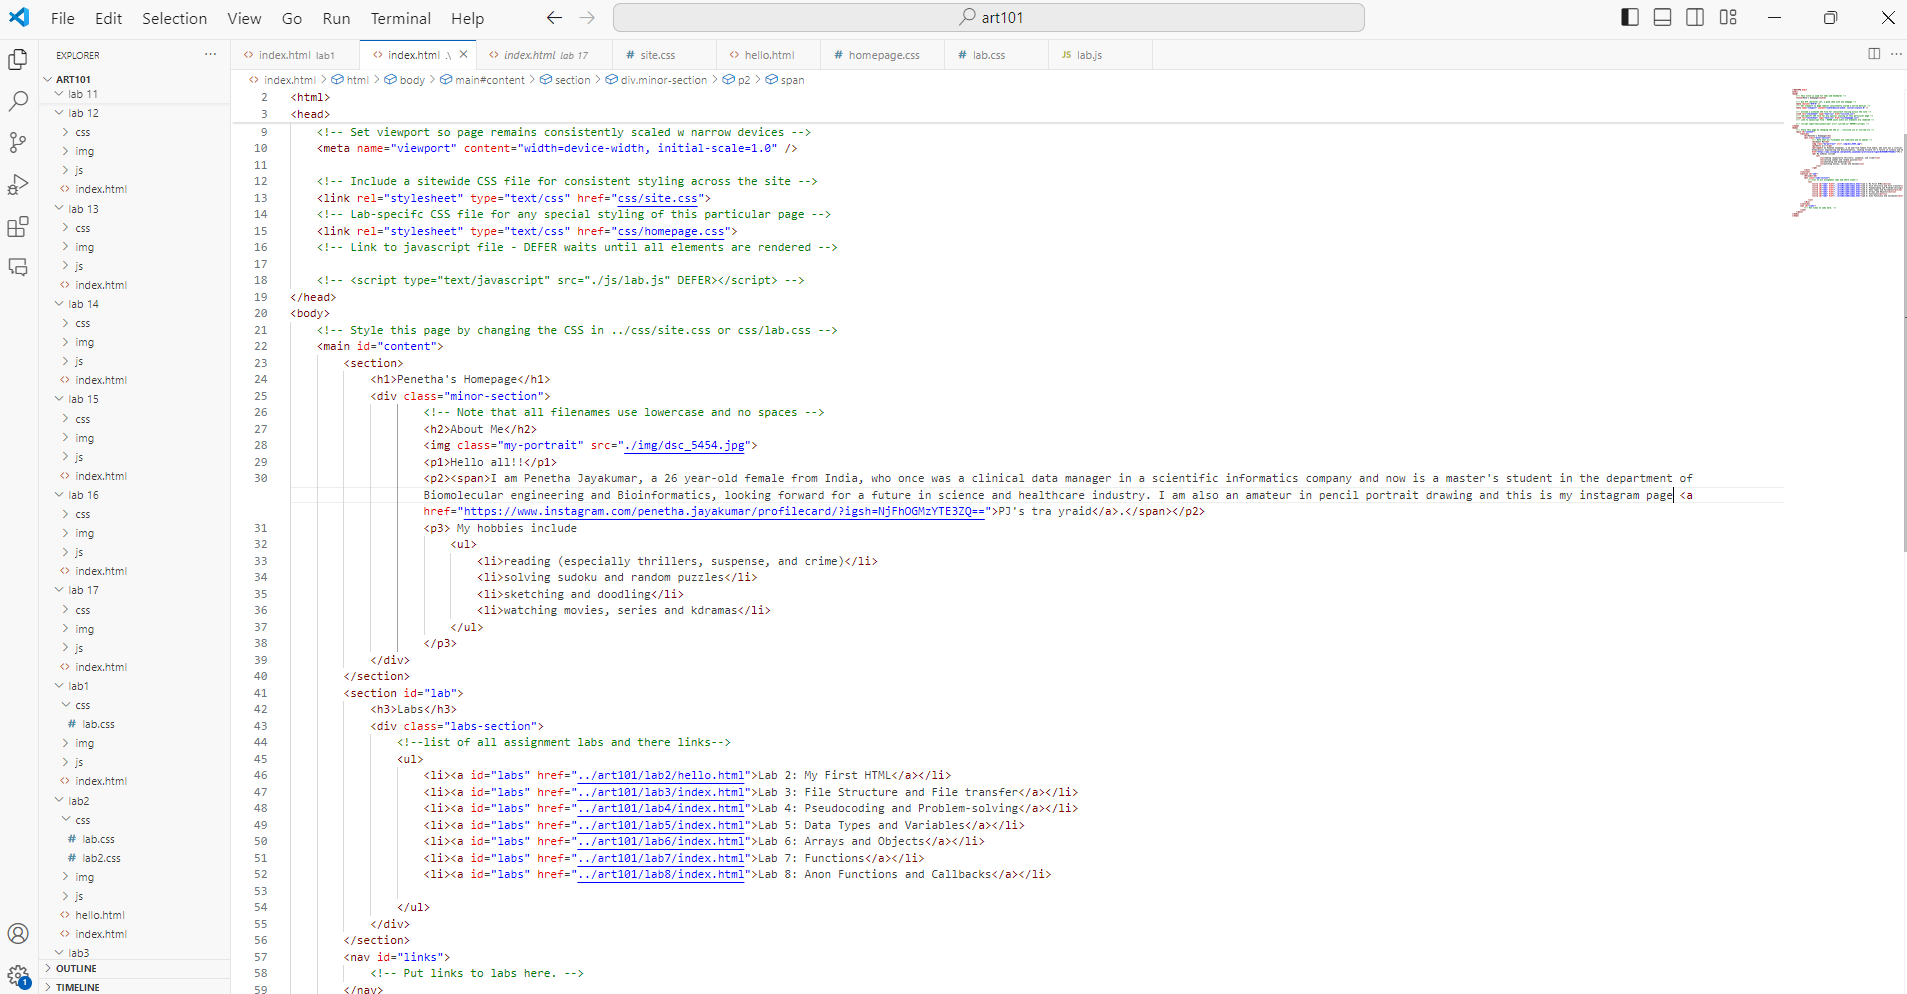 File Edit Selection View Go Run Terminal Help
art101
EXPLORER
ART101
lab 11
lab 12
css
img
js
index.html
lab 13
css
img
js
index.html
lab 14
css
img
js
index.html
lab 15
css
img
js
index.html
lab 16
css
img
js
index.html
lab 17
css
img
js
index.html
lab1
css
# lab.css
img
js
index.html
lab2
css
# lab.css
# lab2.css
img
js
hello.html
index.html
lab3
OUTLINE
TIMELINE
1
index.html lab1 index.html .\ index.html lab 17 # site.css hello.html # homepage.css # lab.css JS lab.js
index.html > html > body > main#content > section > div.minor-section > p2 > span
2 <html>
3 <head>
9 <!-- Set viewport so page remains consistently scaled w narrow devices -->
10 <meta name="viewport" content="width=device-width, initial-scale=1.0" />
11
12 <!-- Include a sitewide CSS file for consistent styling across the site -->
13 <link rel="stylesheet" type="text/css" href="css/site.css">
14 <!-- Lab-specifc CSS file for any special styling of this particular page -->
15 <link rel="stylesheet" type="text/css" href="css/homepage.css">
16 <!-- Link to javascript file - DEFER waits until all elements are rendered -->
17
18 <!-- <script type="text/javascript" src="./js/lab.js" DEFER></script> -->
19 </head>
20 <body>
21 <!-- Style this page by changing the CSS in ../css/site.css or css/lab.css -->
22 <main id="content">
23 <section>
24 <h1>Penetha's Homepage</h1>
25 <div class="minor-section">
26 <!-- Note that all filenames use lowercase and no spaces -->
27 <h2>About Me</h2>
28 <img class="my-portrait" src="./img/dsc_5454.jpg">
29 <p1>Hello all!!</p1>
30 <p2><span>I am Penetha Jayakumar, a 26 year-old female from India, who once was a clinical data manager in a scientific informatics company and now is a master's student in the department of
Biomolecular engineering and Bioinformatics, looking forward for a future in science and healthcare industry. I am also an amateur in pencil portrait drawing and this is my instagram page <a
href="https://www.instagram.com/penetha.jayakumar/profilecard/?igsh=NjFhOGMzYTE3ZQ==">PJ's tra yraid</a>.</span></p2>
31 <p3> My hobbies include
32 <ul>
33 <li>reading (especially thrillers, suspense, and crime)</li>
34 <li>solving sudoku and random puzzles</li>
35 <li>sketching and doodling</li>
36 <li>watching movies, series and kdramas</li>
37 </ul>
38 </p3>
39 </div>
40 </section>
41 <section id="lab">
42 <h3>Labs</h3>
43 <div class="labs-section">
44 <!--list of all assignment labs and there links-->
45 <ul>
46 <li><a id="labs" href="../art101/lab2/hello.html">Lab 2: My First HTML</a></li>
47 <li><a id="labs" href="../art101/lab3/index.html">Lab 3: File Structure and File transfer</a></li>
48 <li><a id="labs" href="../art101/lab4/index.html">Lab 4: Pseudocoding and Problem-solving</a></li>
49 <li><a id="labs" href="../art101/lab5/index.html">Lab 5: Data Types and Variables</a></li>
50 <li><a id="labs" href="../art101/lab6/index.html">Lab 6: Arrays and Objects</a></li>
51 <li><a id="labs" href="../art101/lab7/index.html">Lab 7: Functions</a></li>
52 <li><a id="labs" href="../art101/lab8/index.html">Lab 8: Anon Functions and Callbacks</a></li>
53
54 </ul>
55 </div>
56 </section>
57 <nav id="links">
58 <!-- Put links to labs here. -->
59 </nav>